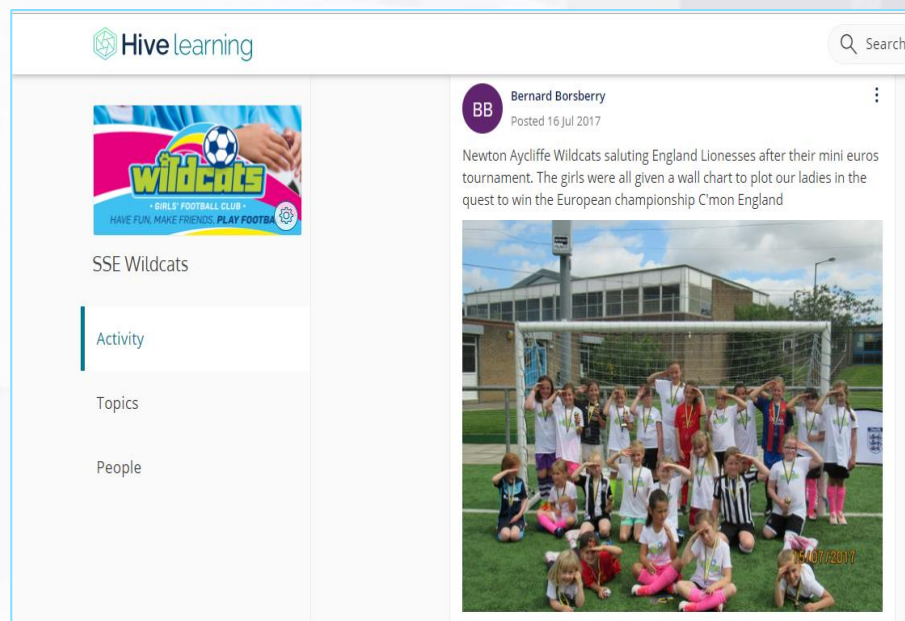 Hive learning
Search
wildcats
• GIRLS' FOOTBALL CLUB •
HAVE FUN, MAKE FRIENDS, PLAY FOOTBA
SSE Wildcats
Activity
Topics
People
BB
Bernard Borsberry
Posted 16 Jul 2017
Newton Aycliffe Wildcats saluting England Lionesses after their mini euros
tournament. The girls were all given a wall chart to plot our ladies in the
quest to win the European championship C'mon England
15/07/2017